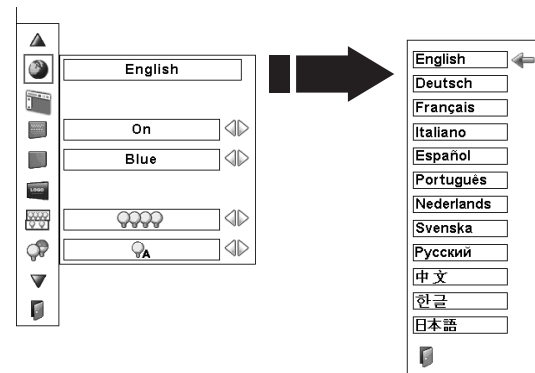 English
On
Blue
LOGO
A
English
Deutsch
Français
Italiano
Español
Português
Nederlands
Svenska
Русский
中文
한글
日本語